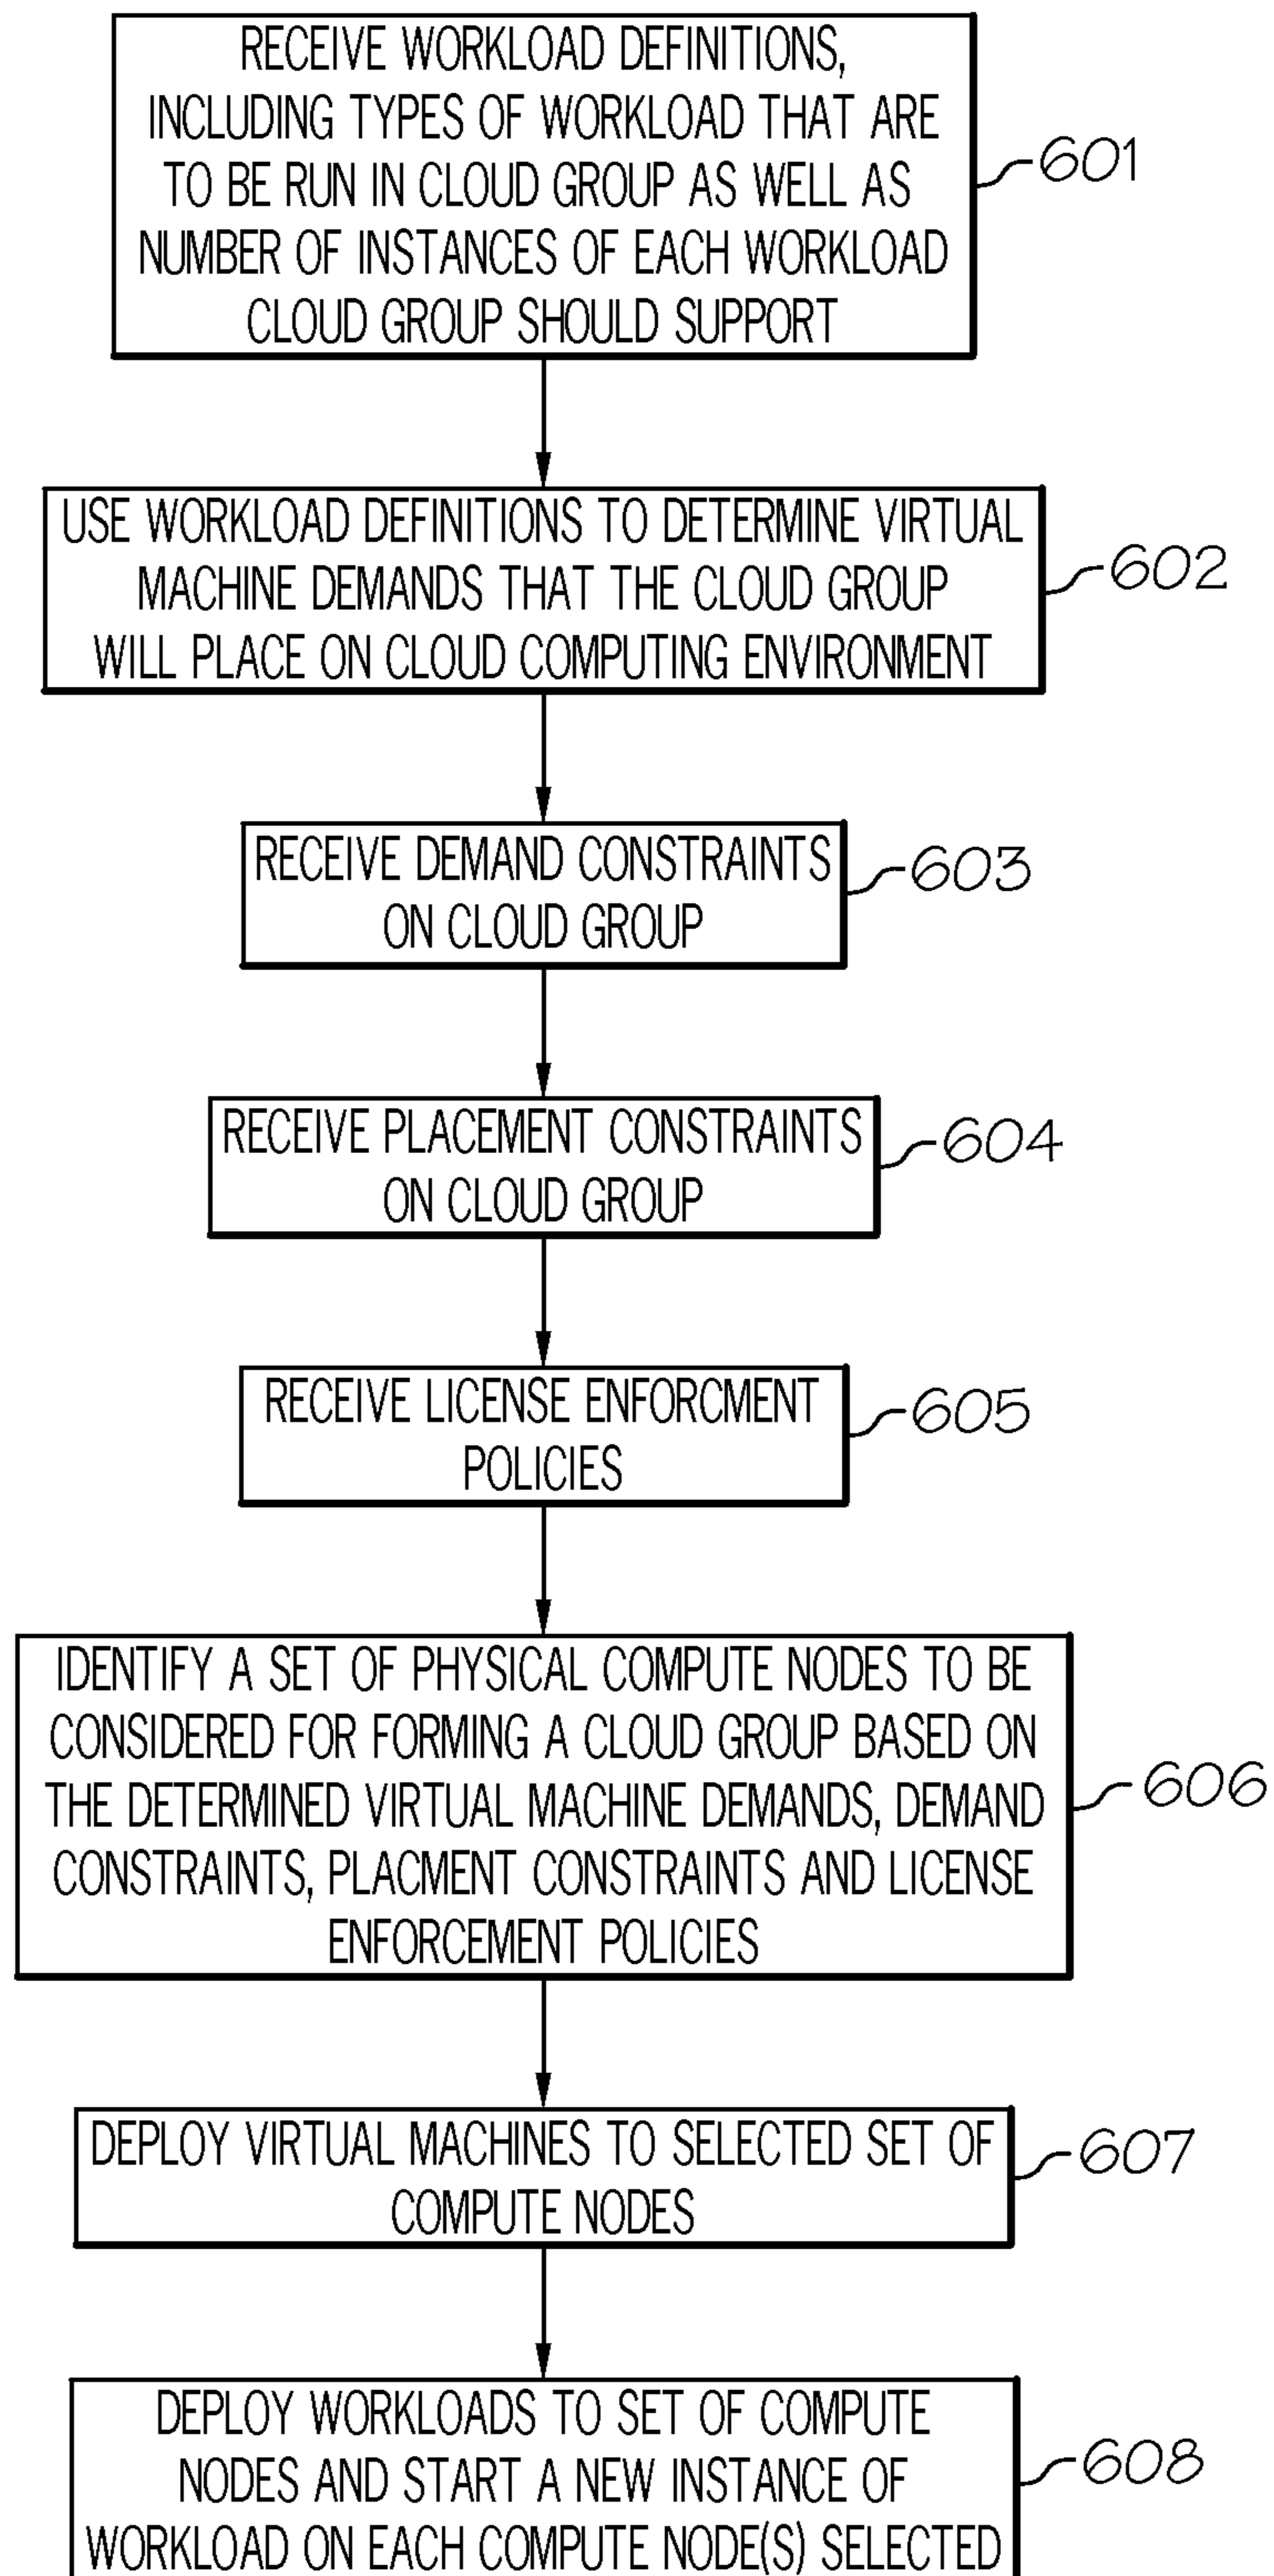 RECEIVE WORKLOAD DEFINITIONS,
INCLUDING TYPES OF WORKLOAD THAT ARE
TO BE RUN IN CLOUD GROUP AS WELL AS
NUMBER OF INSTANCES OF EACH WORKLOAD
CLOUD GROUP SHOULD SUPPORT
601
USE WORKLOAD DEFINITIONS TO DETERMINE VIRTUAL
MACHINE DEMANDS THAT THE CLOUD GROUP
WILL PLACE ON CLOUD COMPUTING ENVIRONMENT
602
RECEIVE DEMAND CONSTRAINTS
ON CLOUD GROUP
603
RECEIVE PLACEMENT CONSTRAINTS
ON CLOUD GROUP
604
RECEIVE LICENSE ENFORCMENT
POLICIES
605
IDENTIFY A SET OF PHYSICAL COMPUTE NODES TO BE
CONSIDERED FOR FORMING A CLOUD GROUP BASED ON
THE DETERMINED VIRTUAL MACHINE DEMANDS, DEMAND
CONSTRAINTS, PLACMENT CONSTRAINTS AND LICENSE
ENFORCEMENT POLICIES
606
DEPLOY VIRTUAL MACHINES TO SELECTED SET OF
COMPUTE NODES
607
DEPLOY WORKLOADS TO SET OF COMPUTE
NODES AND START A NEW INSTANCE OF
WORKLOAD ON EACH COMPUTE NODE(S) SELECTED
608